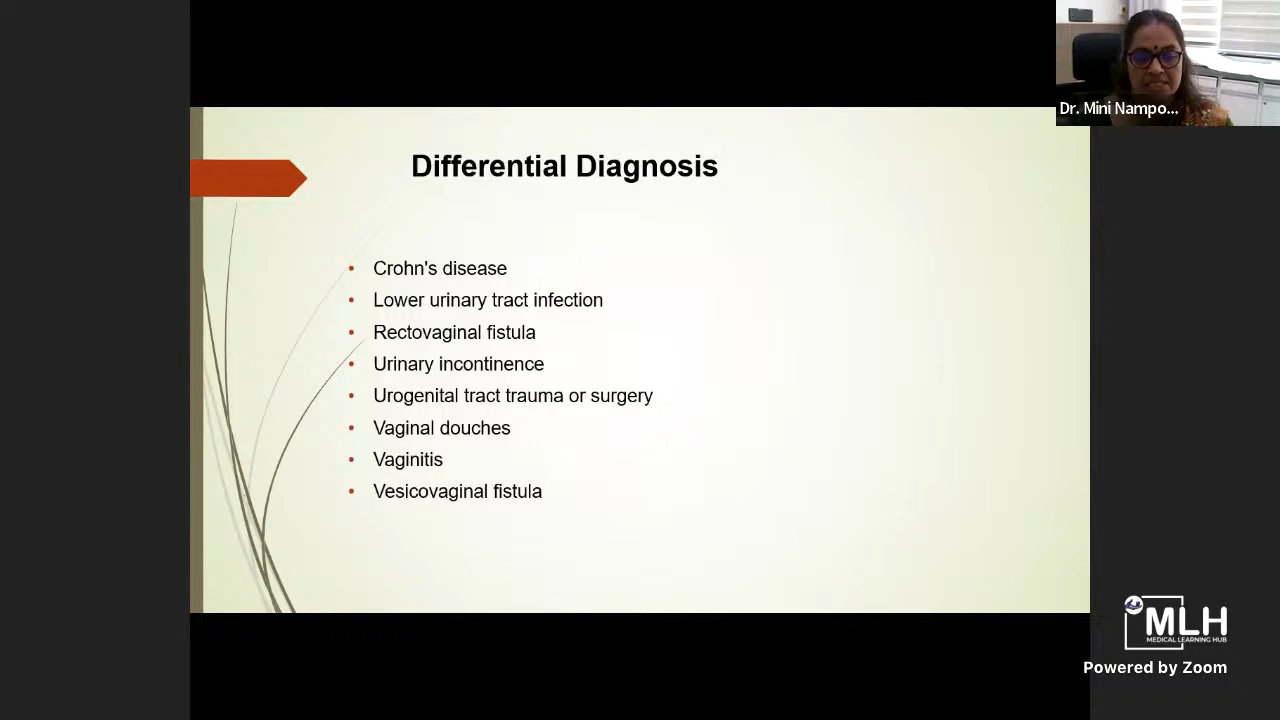 Dr. Mini Nampo...
Differential Diagnosis
• Crohn's disease
• Lower urinary tract infection
• Rectovaginal fistula
• Urinary incontinence
• Urogenital tract trauma or surgery
• Vaginal douches
• Vaginitis
• Vesicovaginal fistula
MLH
MEDICAL LEARNING HUB
Powered by Zoom